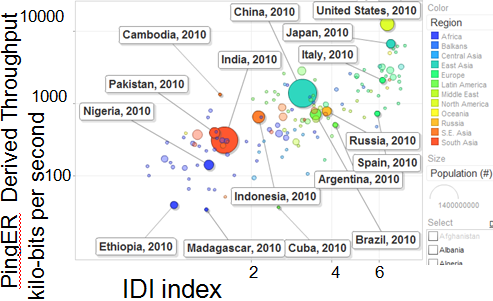 China, 2010
United States, 2010
Japan, 2010
Cambodia, 2010
Italy, 2010
India, 2010
Pakistan, 2010
Nigeria, 2010
Russia, 2010
Spain, 2010
Argentina, 2010
Indonesia, 2010
Brazil, 2010
Ethiopia, 2010
Madagascar, 2010
Cuba, 2010
10000
1000
100
PingER Derived Throughput
kilo-bits per second
2
4
6
IDI index
Color
Region
Africa
Balkans
Central Asia
East Asia
Europe
Latin America
Middle East
North America
Oceania
Russia
S.E. Asia
South Asia
Size
Population (#)
1400000000
Select
Afghanistan
Albania
Algeria